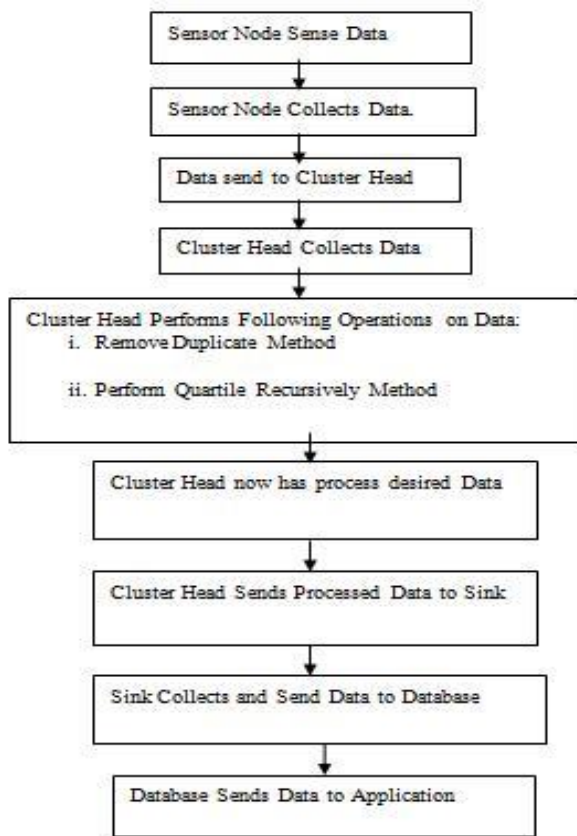 Sensor Node Sense Data
Sensor Node Collects Data.
Data send to Cluster Head
Cluster Head Collects Data
Cluster Head Performs Following Operations on Data:
i. Remove Duplicate Method
ii. Perform Quartile Recursively Method
Cluster Head now has process desired Data
Cluster Head Sends Processed Data to Sink
Sink Collects and Send Data to Database
Database Sends Data to Application